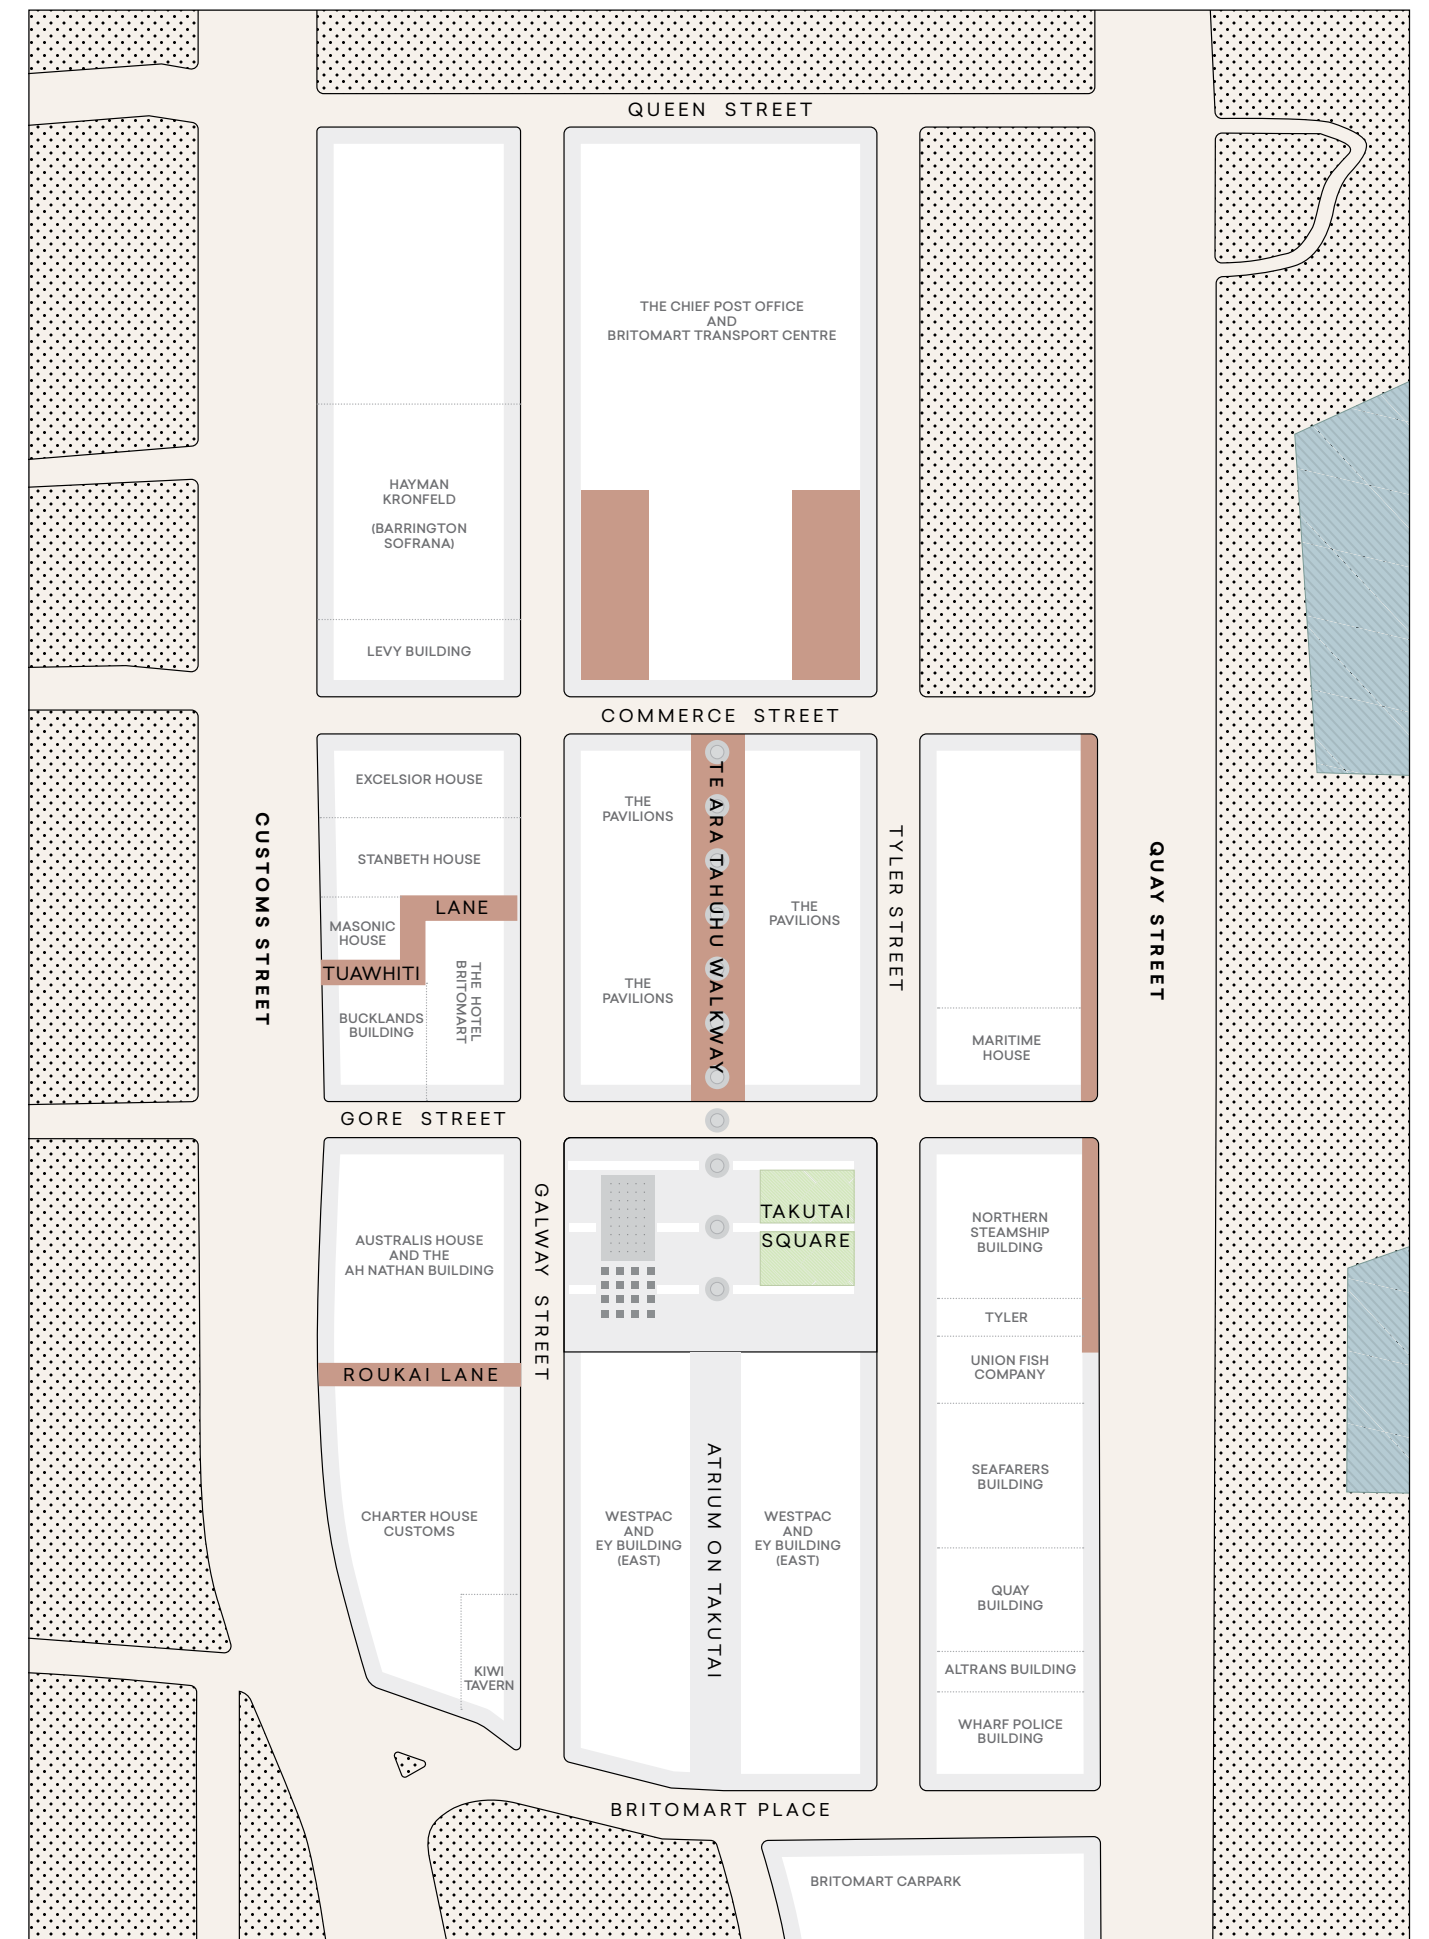 QUEEN STREET
THE CHIEF POST OFFICE
AND
BRITOMART TRANSPORT CENTRE
HAYMAN
KRONFELD
(BARRINGTON
SOFRANA)
LEVY BUILDING
COMMERCE STREET
EXCELSIOR HOUSE
STANBETH HOUSE
LANE
MASONIC
HOUSE
TUAWHITI
BUCKLANDS
BUILDING
THE HOTEL
BRITOMART
CUSTOMS STREET
THE
PAVILIONS
THE
PAVILIONS
THE
PAVILIONS
TE ARA TAHUHU WALKWAY
TYLER STREET
MARITIME
HOUSE
QUAY STREET
GORE STREET
AUSTRALIS HOUSE
AND THE
AH NATHAN BUILDING
GALWAY STREET
TAKUTAI
SQUARE
NORTHERN
STEAMSHIP
BUILDING
TYLER
UNION FISH
COMPANY
ROUKAI LANE
CHARTER HOUSE
CUSTOMS
KIWI
TAVERN
WESTPAC
AND
EY BUILDING
(EAST)
ATRIUM ON TAKUTAI
WESTPAC
AND
EY BUILDING
(EAST)
SEAFARERS
BUILDING
QUAY
BUILDING
ALTRANS BUILDING
WHARF POLICE
BUILDING
BRITOMART PLACE
BRITOMART CARPARK